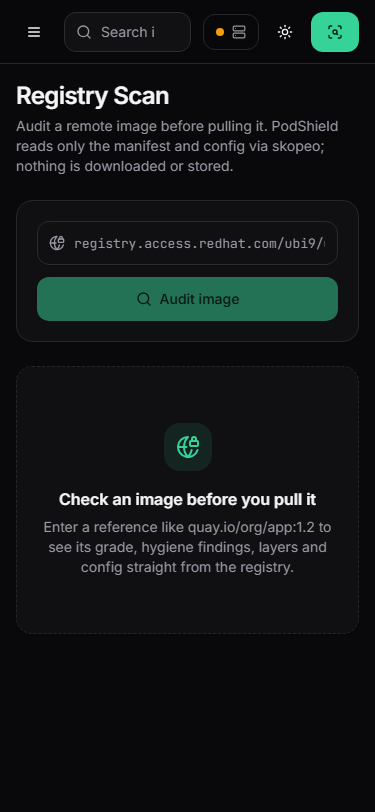 Search i
Registry Scan
Audit a remote image before pulling it. PodShield
reads only the manifest and config via skopeo;
nothing is downloaded or stored.
registry.access.redhat.com/ubi9/
Audit image
Check an image before you pull it
Enter a reference like quay.io/org/app:1.2 to
see its grade, hygiene findings, layers and
config straight from the registry.